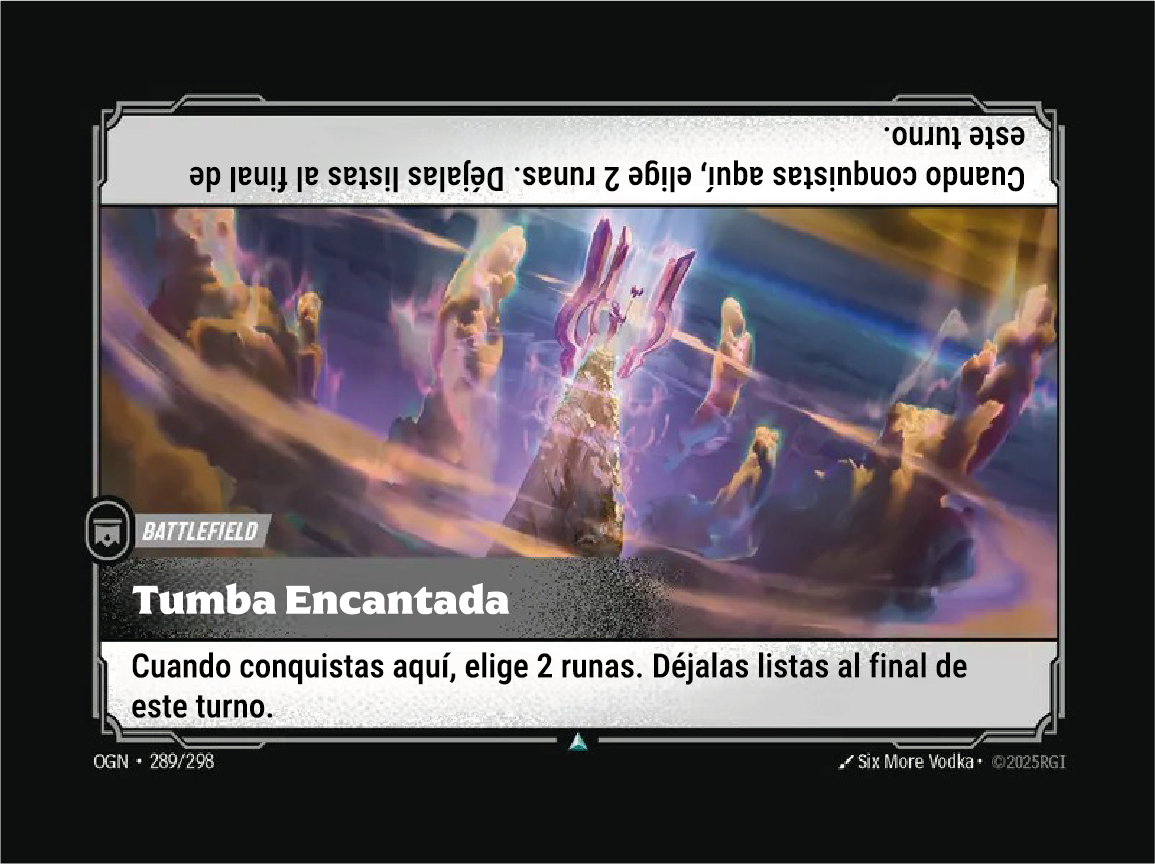 Cuando conquistas aquí, elige 2 runas. Déjalas listas al final de
este turno.
BATTLEFIELD
Tumba Encantada
Cuando conquistas aquí, elige 2 runas. Déjalas listas al final de
este turno.
OGN • 289/298
Six More Vodka • ©2025RGI